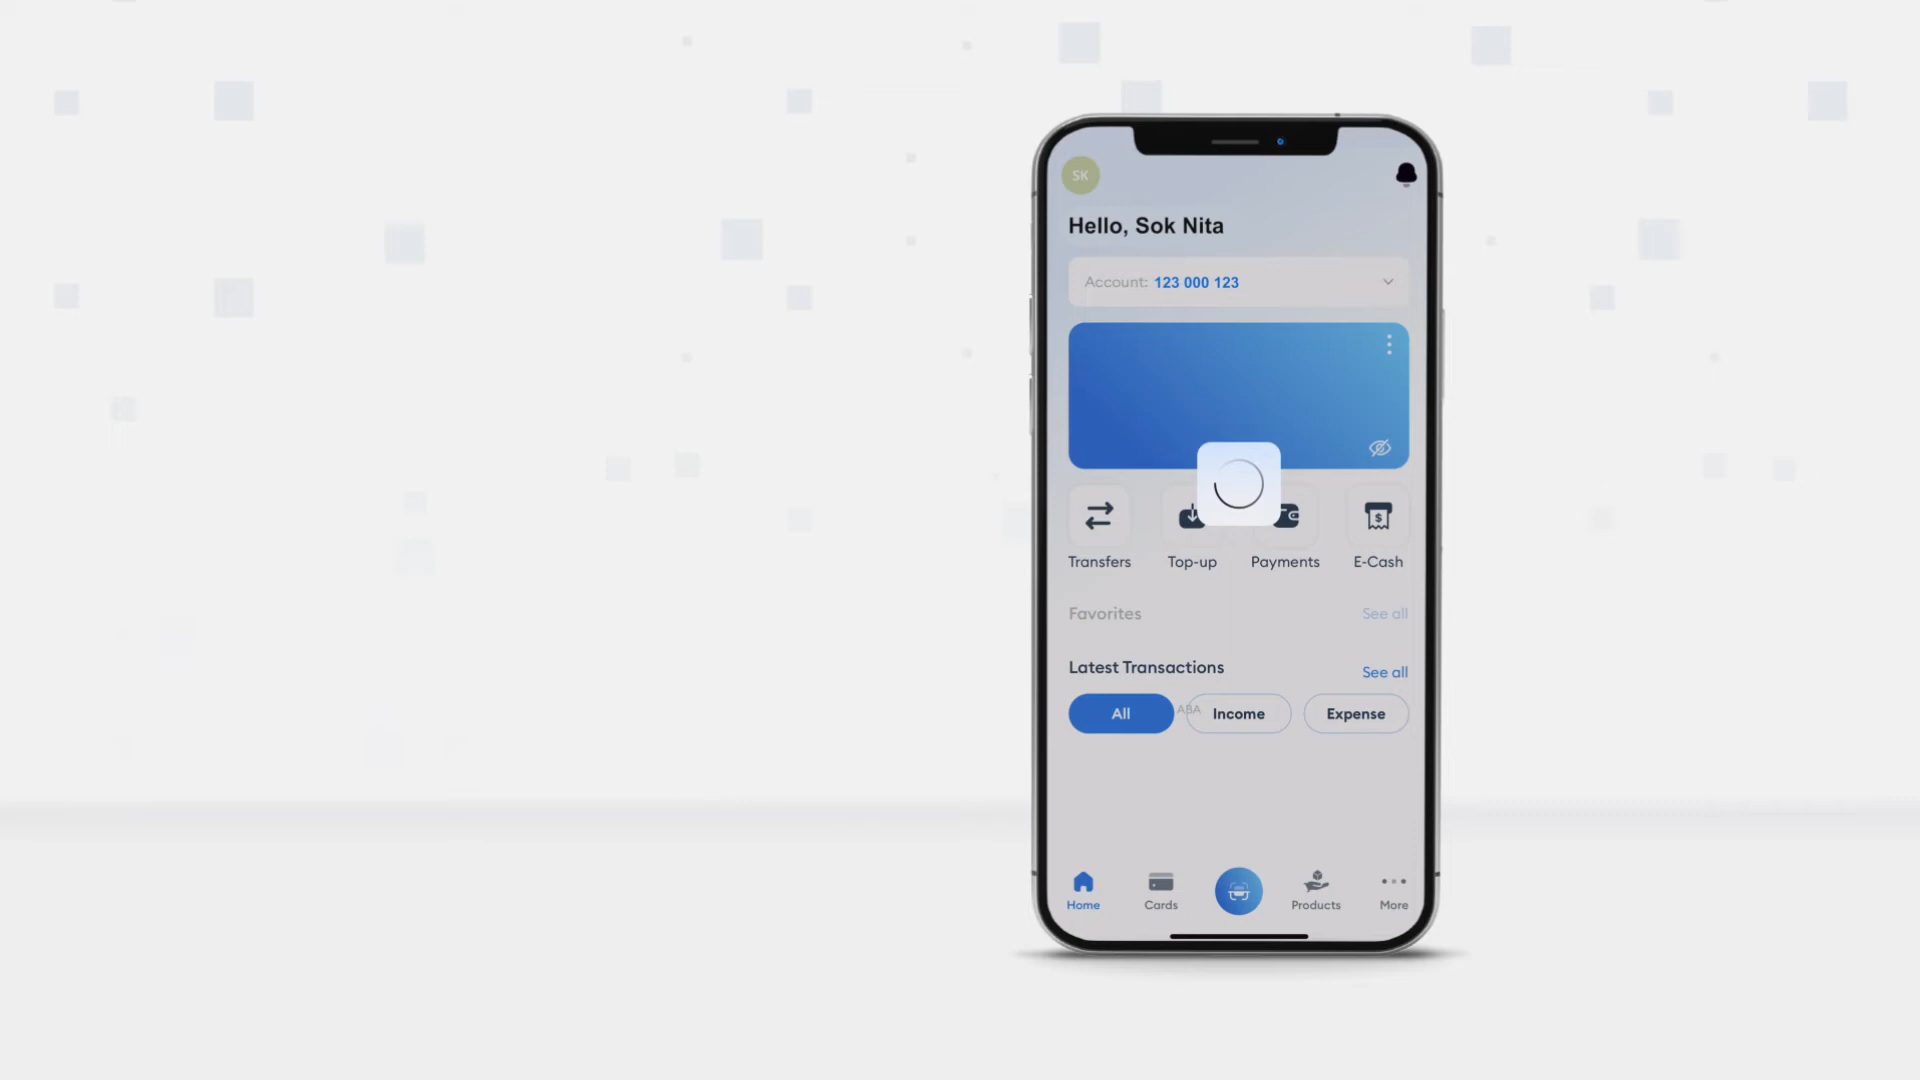 SK
Hello, Sok Nita
Account: 123 000 123
Transfers Top-up Payments E-Cash
Favorites See all
Latest Transactions See all
All ABA Income Expense
Home Cards Products More